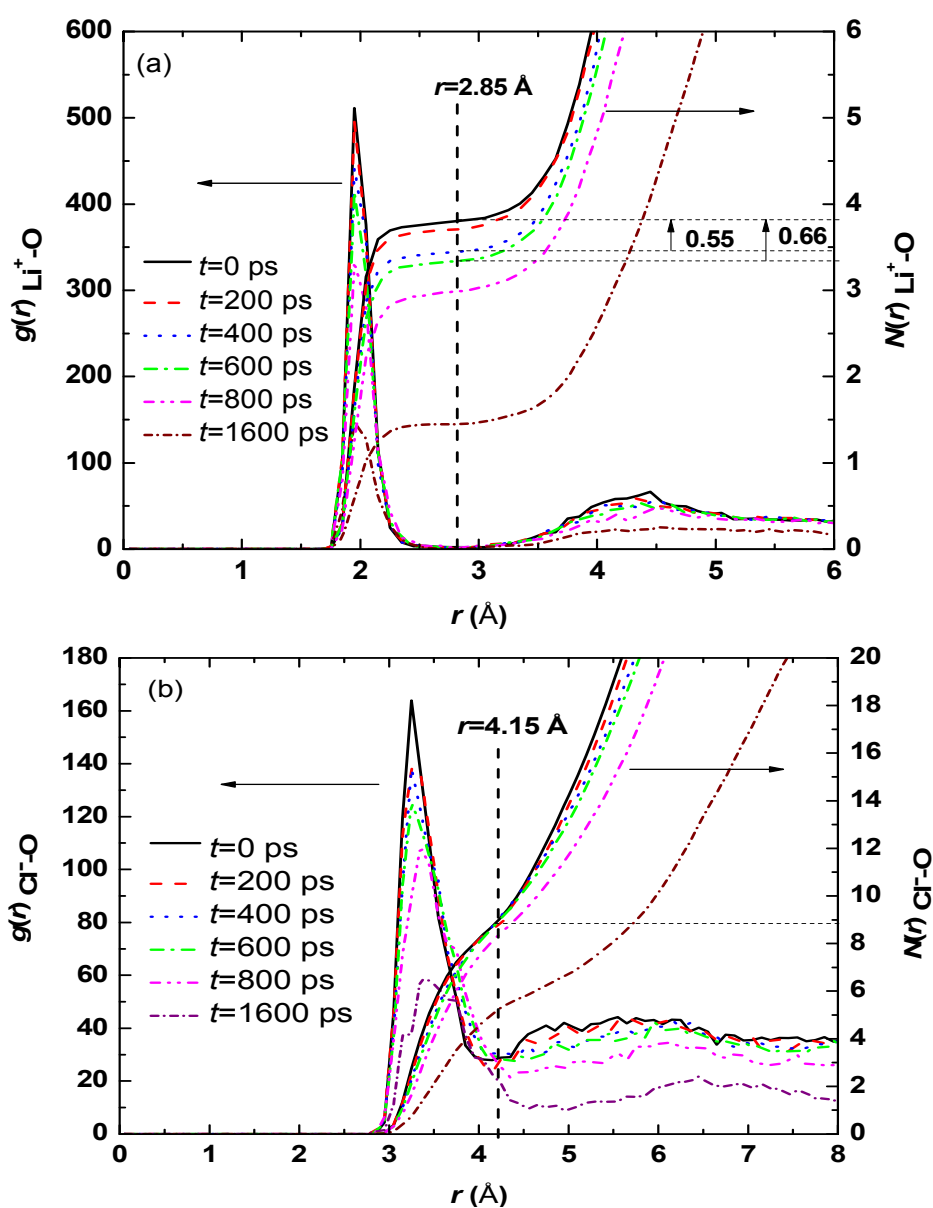 (a)
r=2.85 Å
600
500
400
300
200
100
0
g(r) Li⁺-O
6
5
4
3
2
1
0
N(r) Li⁺-O
0.55
0.66
t=0 ps
t=200 ps
t=400 ps
t=600 ps
t=800 ps
t=1600 ps
0 1 2 3 4 5 6
r (Å)
(b)
r=4.15 Å
180
160
140
120
100
80
60
40
20
0
g(r) Cl⁻-O
20
18
16
14
12
10
8
6
4
2
0
N(r) Cl⁻-O
t=0 ps
t=200 ps
t=400 ps
t=600 ps
t=800 ps
t=1600 ps
0 1 2 3 4 5 6 7 8
r (Å)